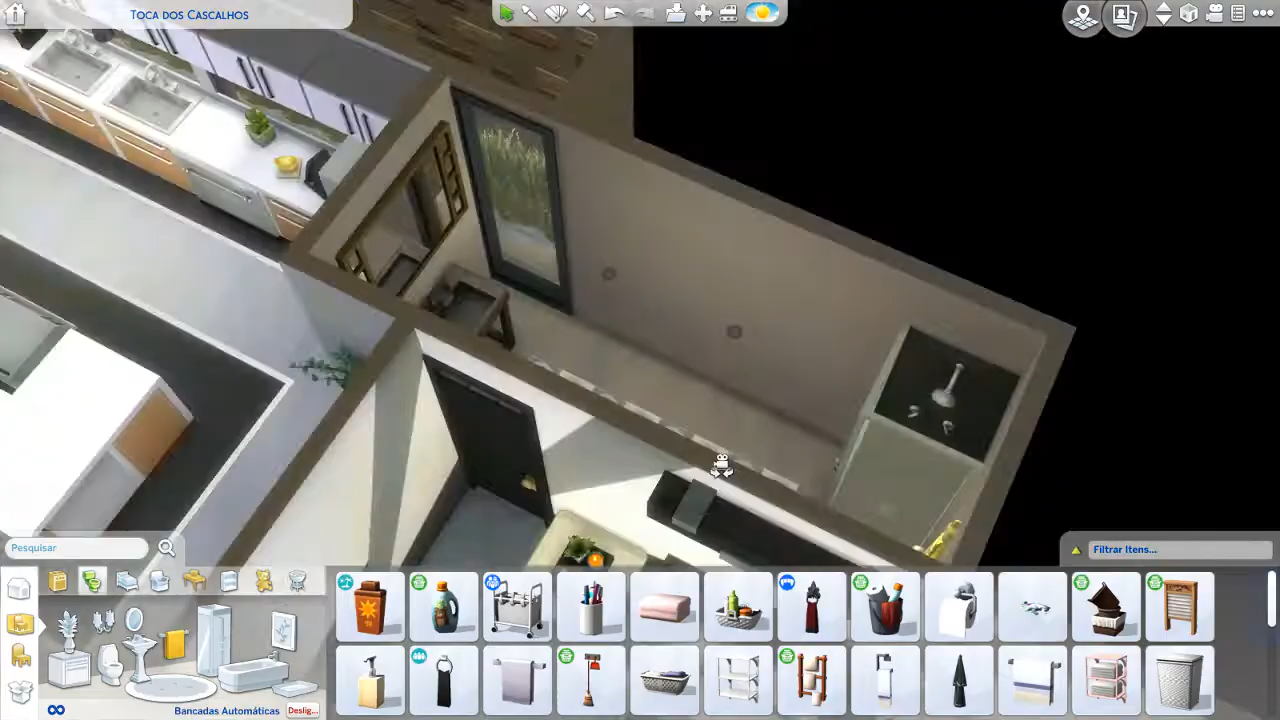 TOCA DOS CASCALHOS
Pesquisar
Filtrar Itens...
Bancadas Automáticas
Deslig...